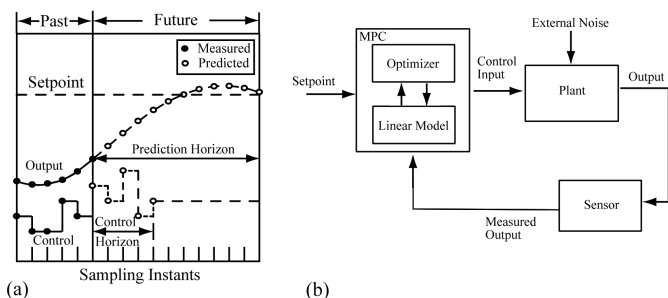 Past
Future
Measured
Predicted
Setpoint
Output
Prediction Horizon
Control
Control
Horizon
Sampling Instants
(a)
External Noise
MPC
Optimizer
Linear Model
Setpoint
Control
Input
Plant
Output
Sensor
Measured
Output
(b)